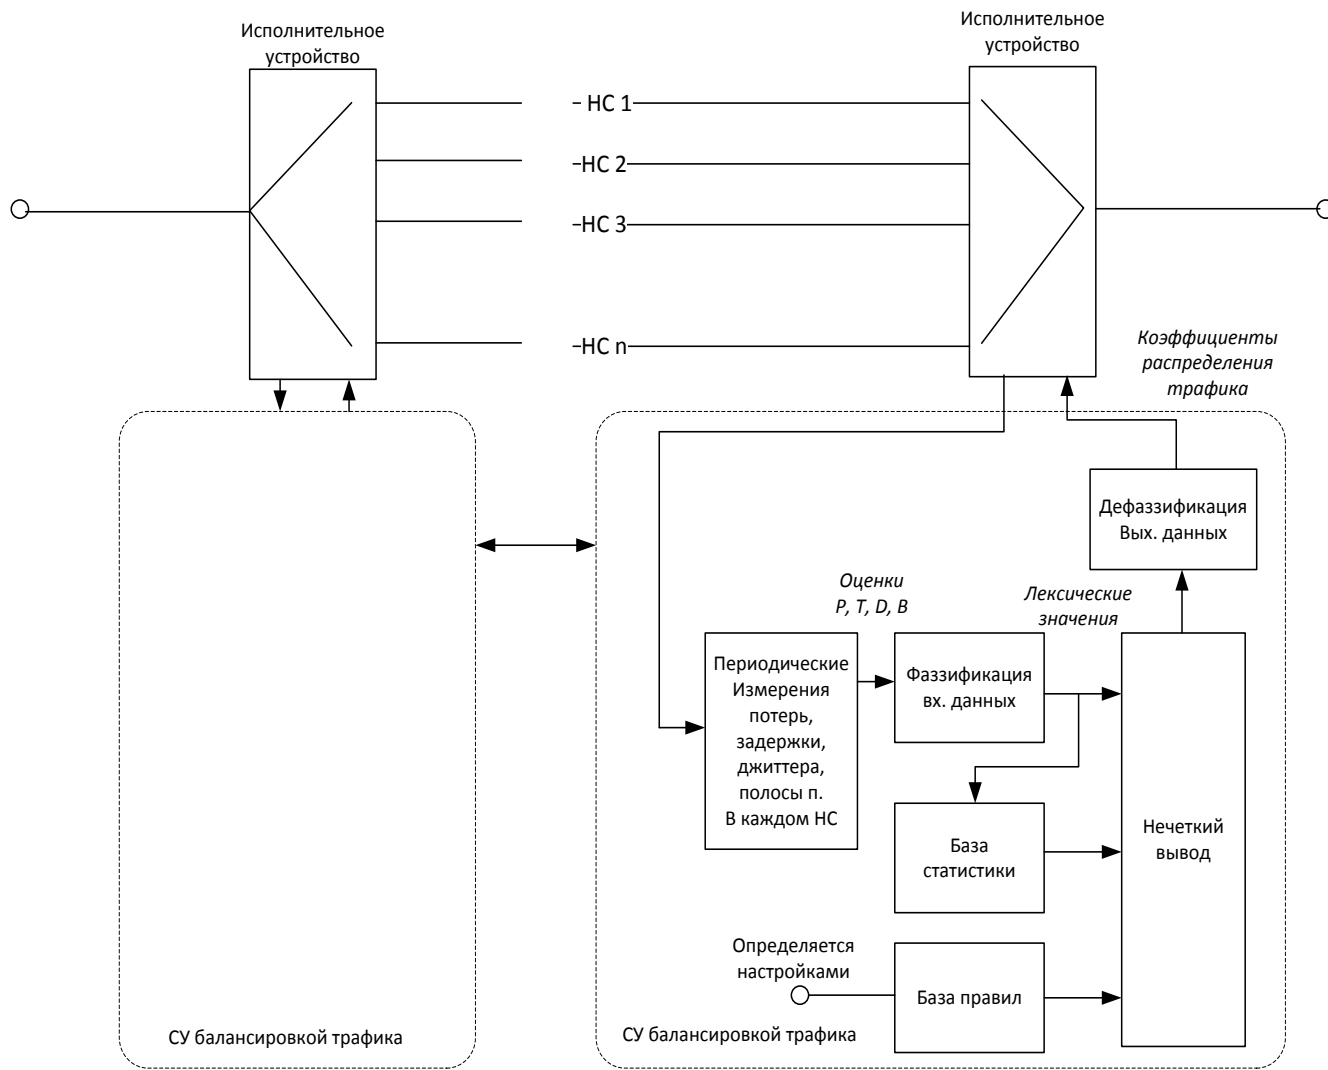 Исполнительное
устройство
Исполнительное
устройство
НС 1
НС 2
НС 3
НС n
Коэффициенты
распределения
трафика
Дефаззификация
Вых. данных
Оценки
P, T, D, B
Лексические
значения
Периодические
Измерения
потерь,
задержки,
джиттера,
полосы п.
В каждом НС
Фаззификация
вх. данных
База
статистики
Нечеткий
вывод
Определяется
настройками
База правил
СУ балансировкой трафика
СУ балансировкой трафика